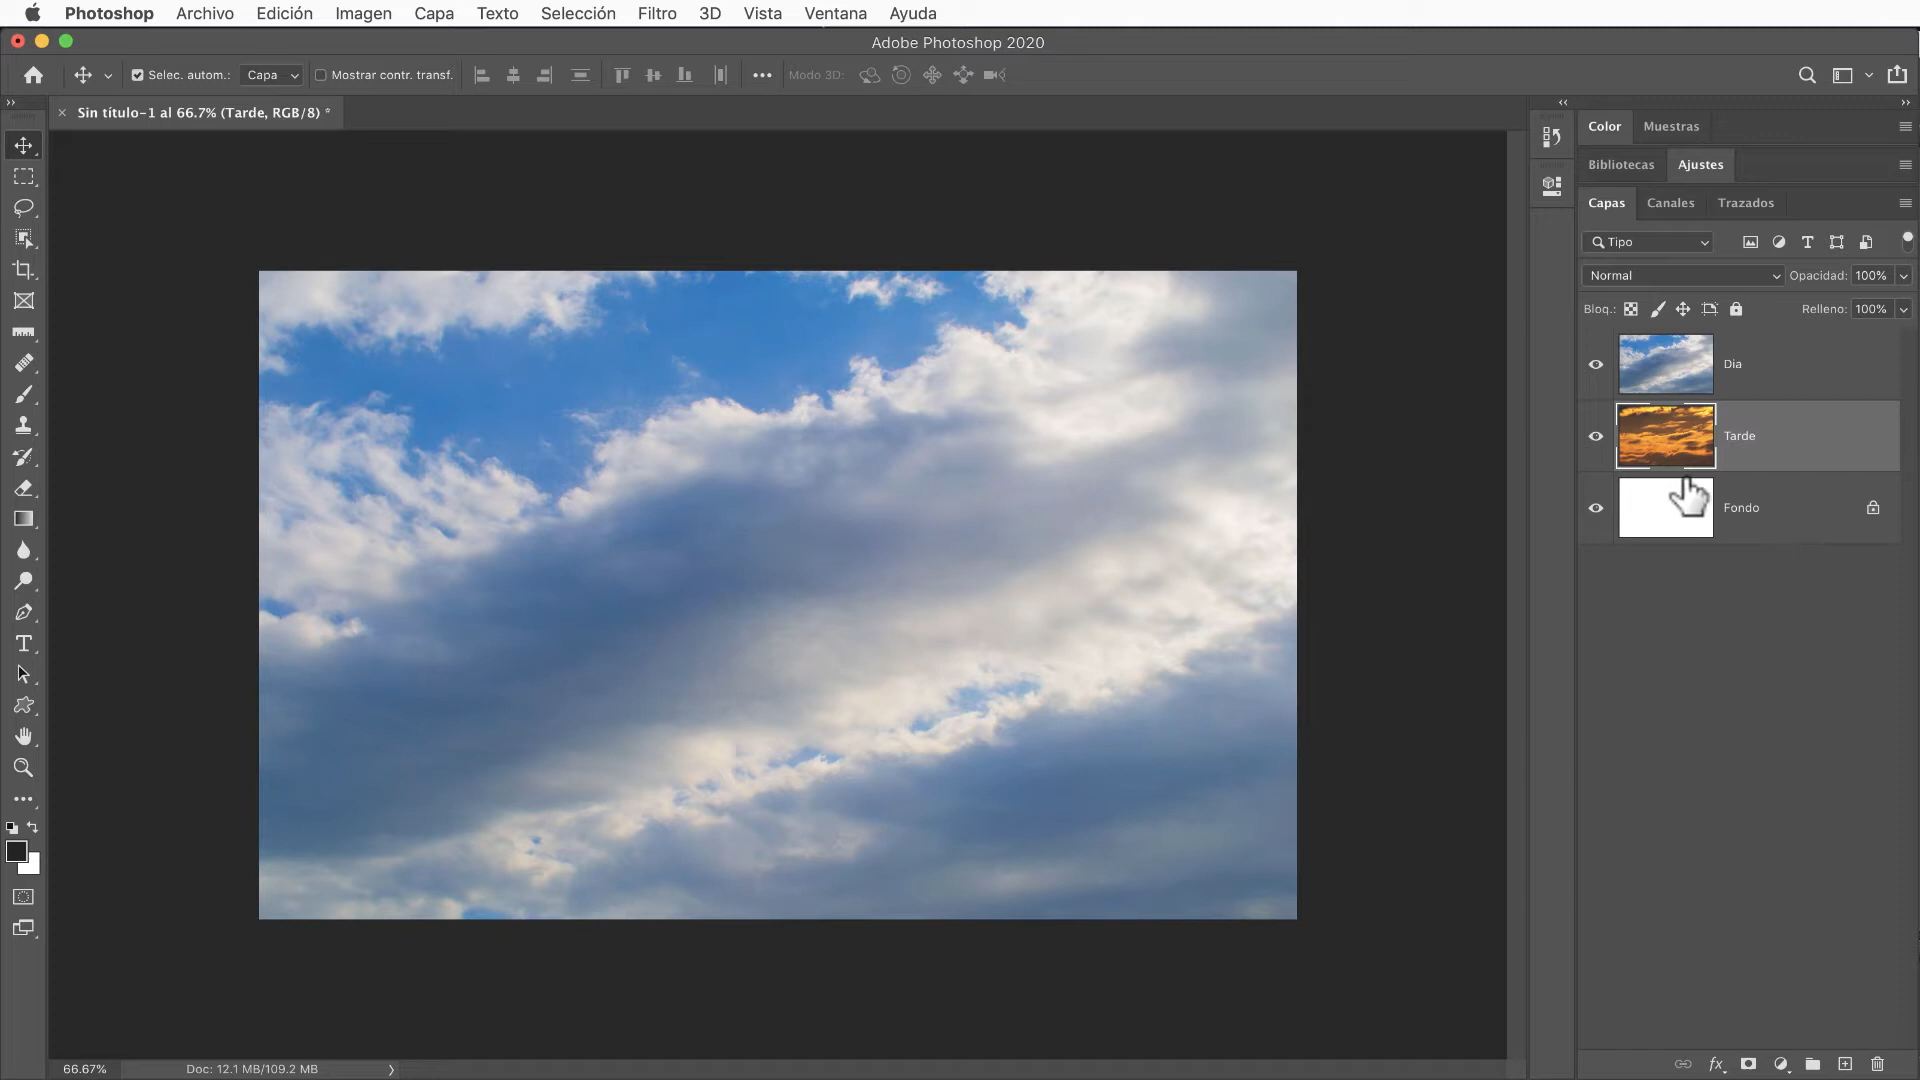 Photoshop Archivo Edición Imagen Capa Texto Selección Filtro 3D Vista Ventana Ayuda
Adobe Photoshop 2020
Selec. autom.: Capa Mostrar contr. transf. Modo 3D:
Sin título-1 al 66.7% (Tarde, RGB/8) *
Color Muestras
Bibliotecas Ajustes
Capas Canales Trazados
Tipo
Normal Opacidad: 100%
Bloq.: Relleno: 100%
Dia
Tarde
Fondo
66.67% Doc: 12.1 MB/109.2 MB
fx